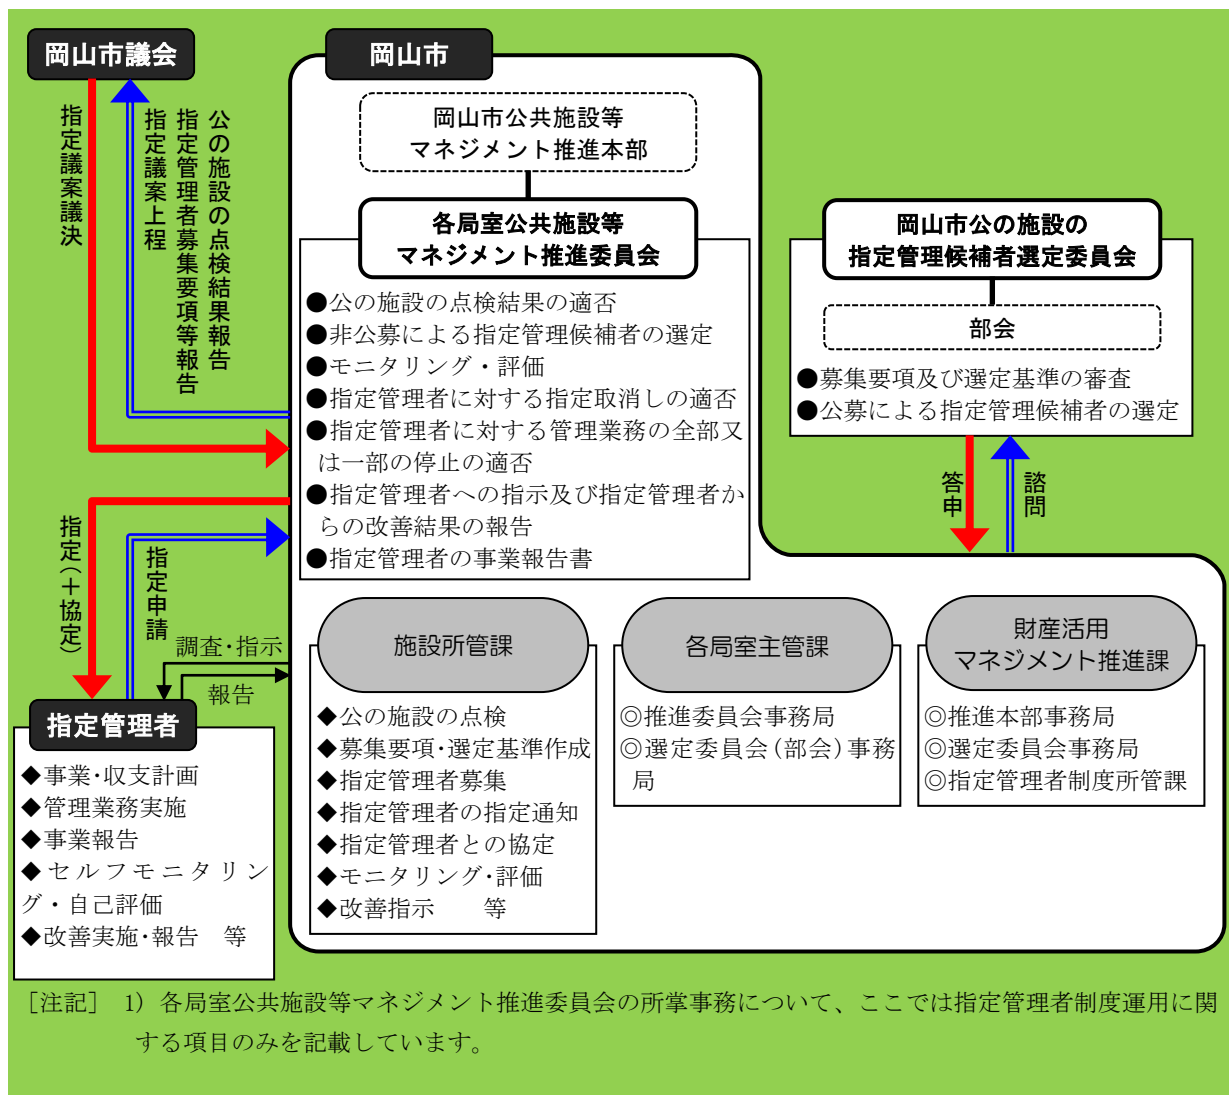 岡山市議会
指定議案議決
指定議案上程
指定管理者募集要項等報告
公の施設の点検結果報告
岡山市
岡山市公共施設等
マネジメント推進本部
各局室公共施設等
マネジメント推進委員会
●公の施設の点検結果の適否
●非公募による指定管理候補者の選定
●モニタリング・評価
●指定管理者に対する指定取消しの適否
●指定管理者に対する管理業務の全部又
は一部の停止の適否
●指定管理者への指示及び指定管理者か
らの改善結果の報告
●指定管理者の事業報告書
岡山市公の施設の
指定管理候補者選定委員会
部会
●募集要項及び選定基準の審査
●公募による指定管理候補者の選定
答申
諮問
指定（＋協定）
指定申請
調査・指示
報告
指定管理者
◆事業・収支計画
◆管理業務実施
◆事業報告
◆セルフモニタリン
グ・自己評価
◆改善実施・報告　等
施設所管課
◆公の施設の点検
◆募集要項・選定基準作成
◆指定管理者募集
◆指定管理者の指定通知
◆指定管理者との協定
◆モニタリング・評価
◆改善指示　　等
各局室主管課
◎推進委員会事務局
◎選定委員会（部会）事務
局
財産活用
マネジメント推進課
◎推進本部事務局
◎選定委員会事務局
◎指定管理者制度所管課
［注記］　1）各局室公共施設等マネジメント推進委員会の所掌事務について、ここでは指定管理者制度運用に関
する項目のみを記載しています。